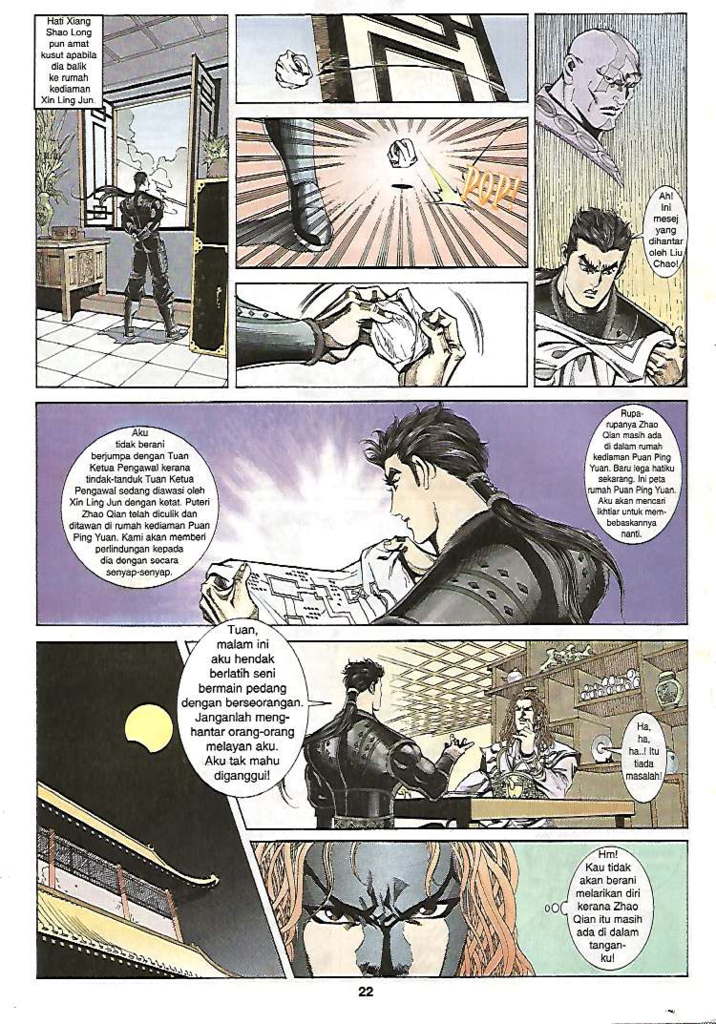 Hati Xiang
Shao Long
pun amat
kusut apabila
dia balik
ke rumah
kediaman
Xin Ling Jun.
POP!
Ah!
Ini
mesej
yang
dihantar
oleh Liu
Chao!
Aku
tidak berani
berjumpa dengan Tuan
Ketua Pengawal kerana
tindak-tanduk Tuan Ketua
Pengawal sedang diawasi oleh
Xin Ling Jun dengan ketat. Puteri
Zhao Qian telah diculik dan
ditawan di rumah kediaman Puan
Ping Yuan. Kami akan memberi
perlindungan kepada
dia dengan secara
senyap-senyap.
Rupa-
rupanya Zhao
Qian masih ada
di dalam rumah
kediaman Puan Ping
Yuan. Baru lega hatiku
sekarang. Ini peta
rumah Puan Ping Yuan.
Aku akan mencari
ikhtiar untuk mem-
bebaskannya
nanti.
Tuan,
malam ini
aku hendak
berlatih seni
bermain pedang
dengan berseorangan.
Janganlah meng-
hantar orang-orang
melayan aku.
Aku tak mahu
diganggui!
Ha,
ha,
ha..! Itu
tiada
masalah!
Hm!
Kau tidak
akan berani
melarikan diri
kerana Zhao
Qian itu masih
ada di dalam
tangan-
ku!
22